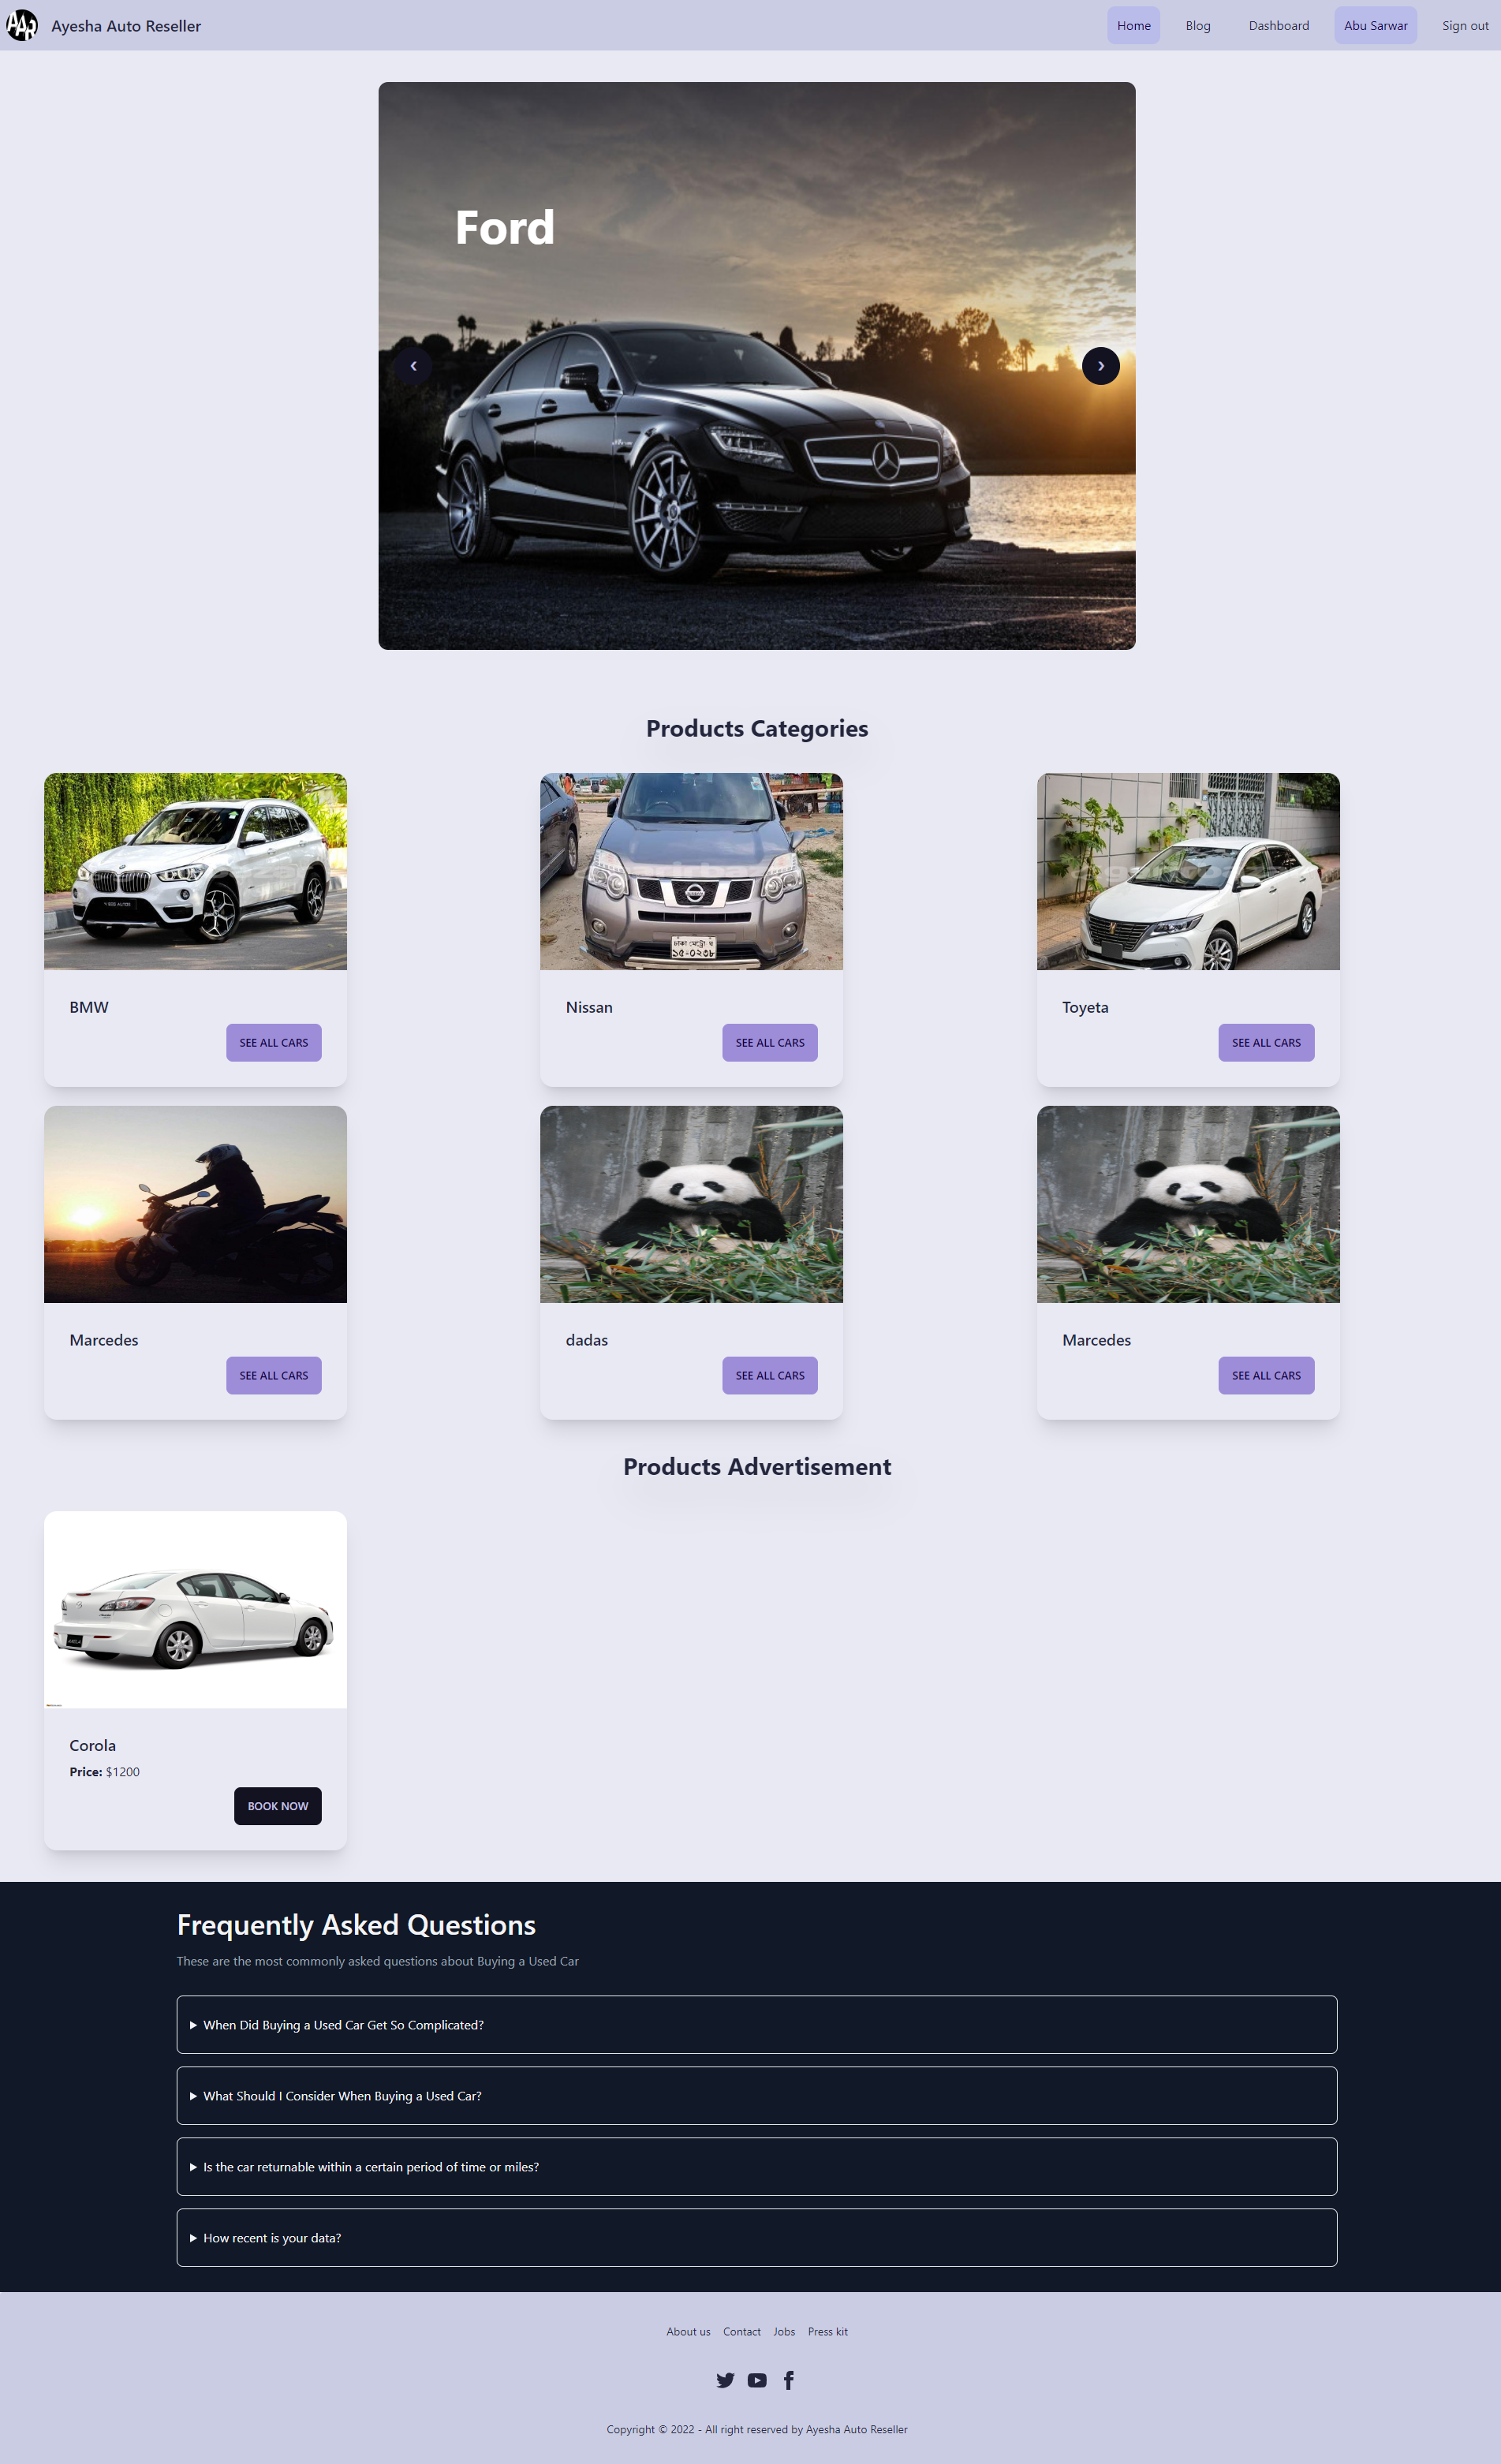 AAR
Ayesha Auto Reseller
Home
Blog
Dashboard
Abu Sarwar
Sign out
Ford
❮
❯
Products Categories
BMW
SEE ALL CARS
Nissan
SEE ALL CARS
Toyeta
SEE ALL CARS
Marcedes
SEE ALL CARS
dadas
SEE ALL CARS
Marcedes
SEE ALL CARS
Products Advertisement
Corola
Price: $1200
BOOK NOW
Frequently Asked Questions
These are the most commonly asked questions about Buying a Used Car
When Did Buying a Used Car Get So Complicated?
What Should I Consider When Buying a Used Car?
Is the car returnable within a certain period of time or miles?
How recent is your data?
About us
Contact
Jobs
Press kit
Copyright © 2022 - All right reserved by Ayesha Auto Reseller